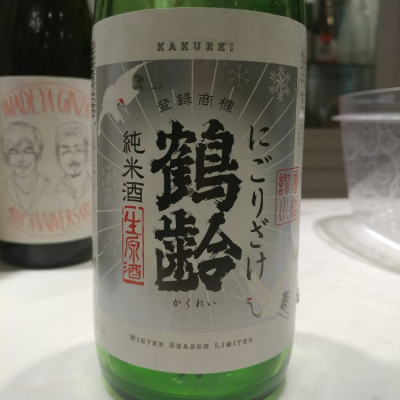 KAKUREI
登録商標
にごりざけ
鶴齢
純米酒
生原酒
かくれい
WINTER SEASON LIMITED
ANNIVERSARY